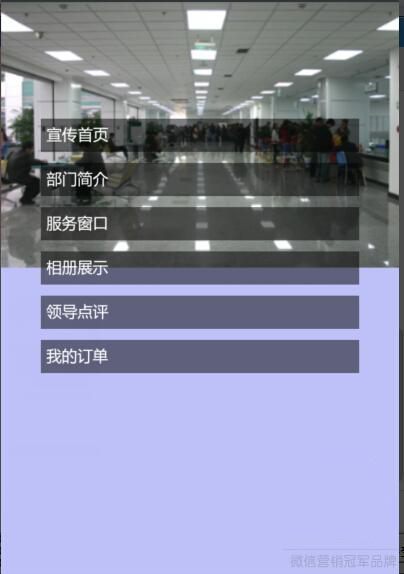 宣传首页
部门简介
服务窗口
相册展示
领导点评
我的订单
微信营销冠军品牌